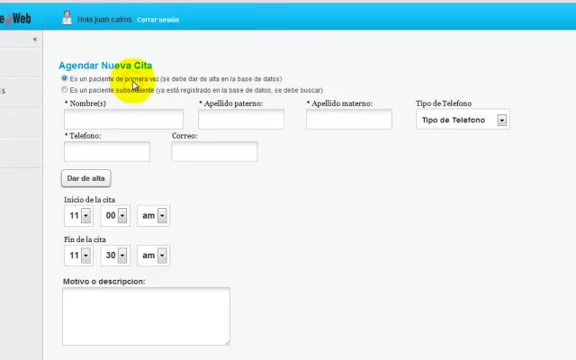 e Web
Hola juan calros Cerrar sesión
«
Agendar Nueva Cita
Es un paciente de primera vez (se debe dar de alta en la base de datos)
Es un paciente subsecuente (ya está registrado en la base de datos, se debe buscar)
* Nombre(s) * Apellido paterno: * Apellido materno: Tipo de Telefono
Tipo de Telefono
* Telefono: Correo:
Dar de alta
Inicio de la cita
11 00 am
Fin de la cita
11 30 am
Motivo o descripcion: